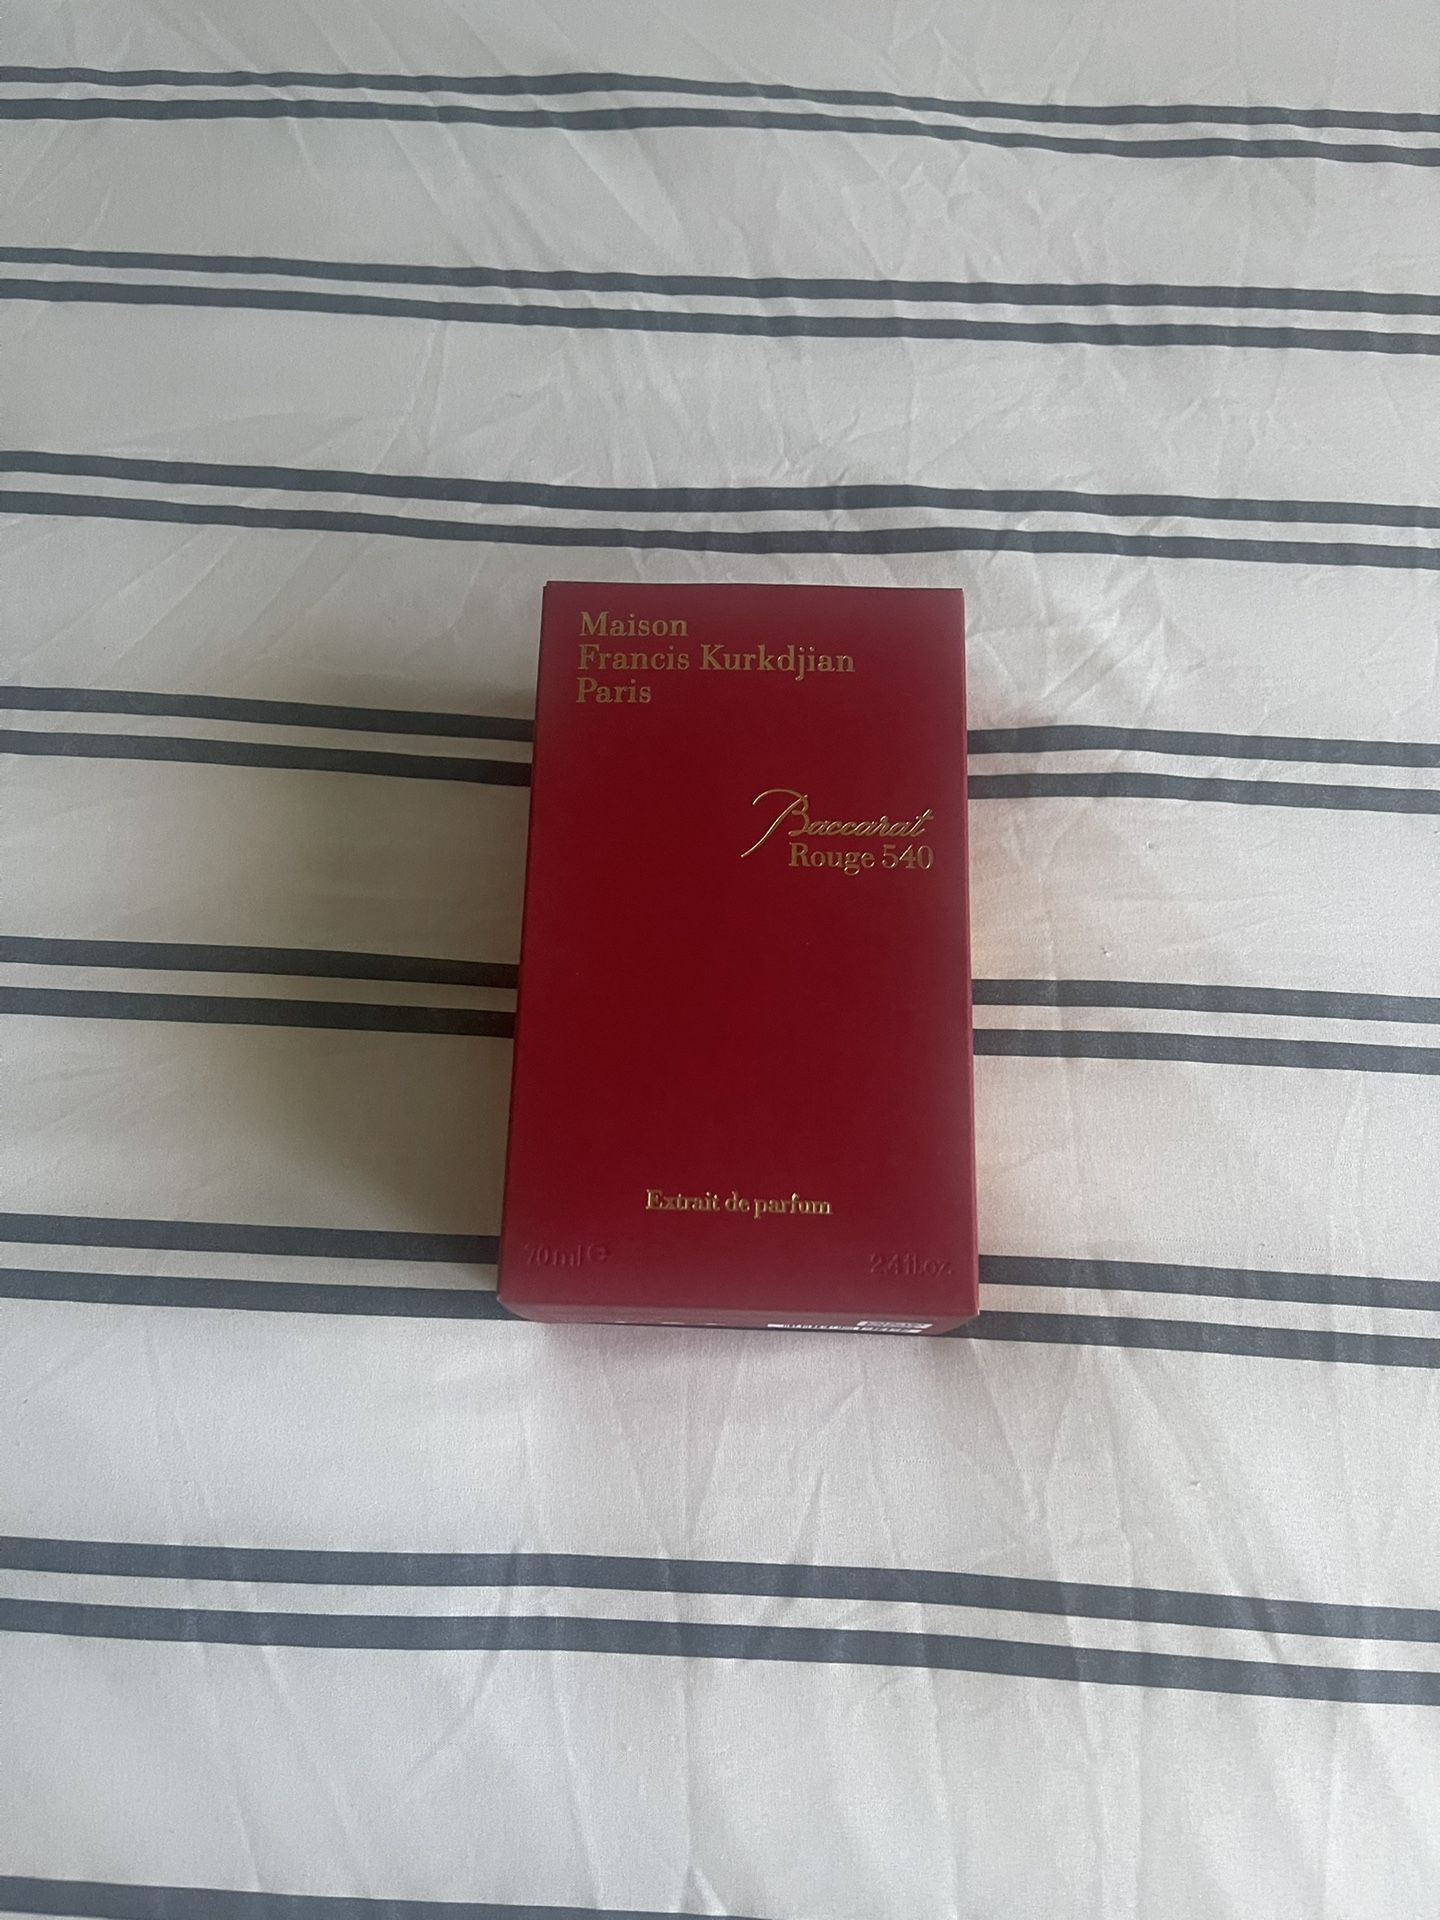 Maison
Francis Kurkdjian
Paris
Baccarat
Rouge 540
Extrait de parfum
70 ml ℮ 2.4 fl.oz.